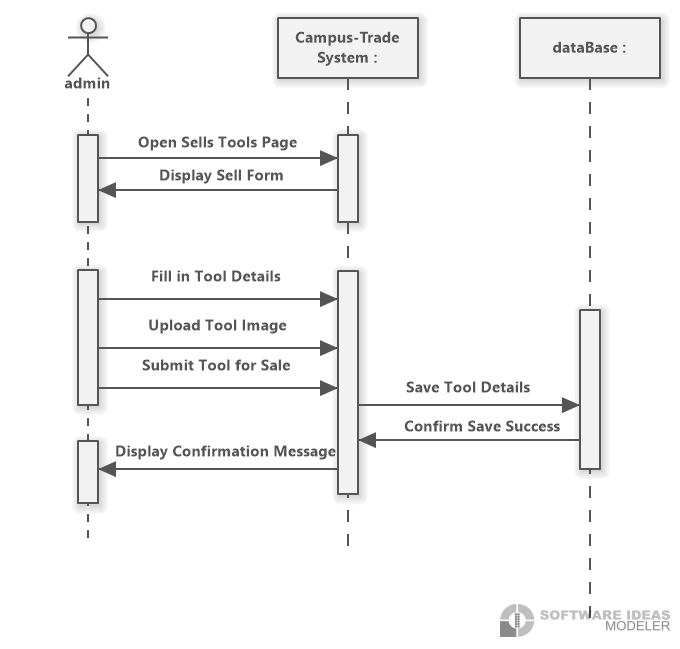 admin
Campus-Trade
System :
dataBase :
Open Sells Tools Page
Display Sell Form
Fill in Tool Details
Upload Tool Image
Submit Tool for Sale
Save Tool Details
Confirm Save Success
Display Confirmation Message
SOFTWARE IDEAS
MODELER